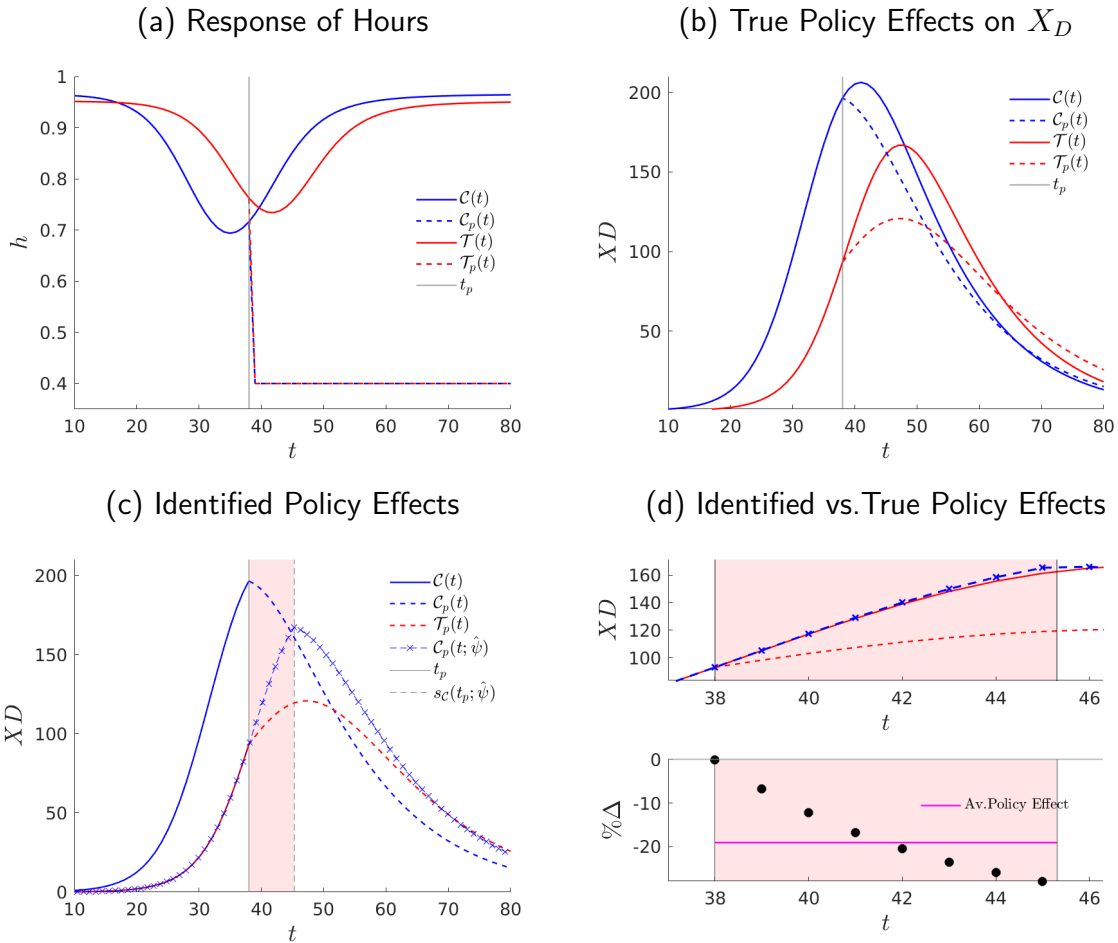 (a) Response of Hours
1
0.9
0.8
0.7
0.6
0.5
0.4
h
10 20 30 40 50 60 70 80
t
C(t)
C_p(t)
T(t)
T_p(t)
t_p
(b) True Policy Effects on X_D
200
150
100
50
XD
10 20 30 40 50 60 70 80
t
C(t)
C_p(t)
T(t)
T_p(t)
t_p
(c) Identified Policy Effects
200
150
100
50
0
XD
10 20 30 40 50 60 70 80
t
C(t)
C_p(t)
T_p(t)
C_p(t; ψ̂)
t_p
s_C(t_p; ψ̂)
(d) Identified vs.True Policy Effects
160
140
120
100
XD
38 40 42 44 46
t
0
-10
-20
%Δ
Av.Policy Effect
38 40 42 44 46
t